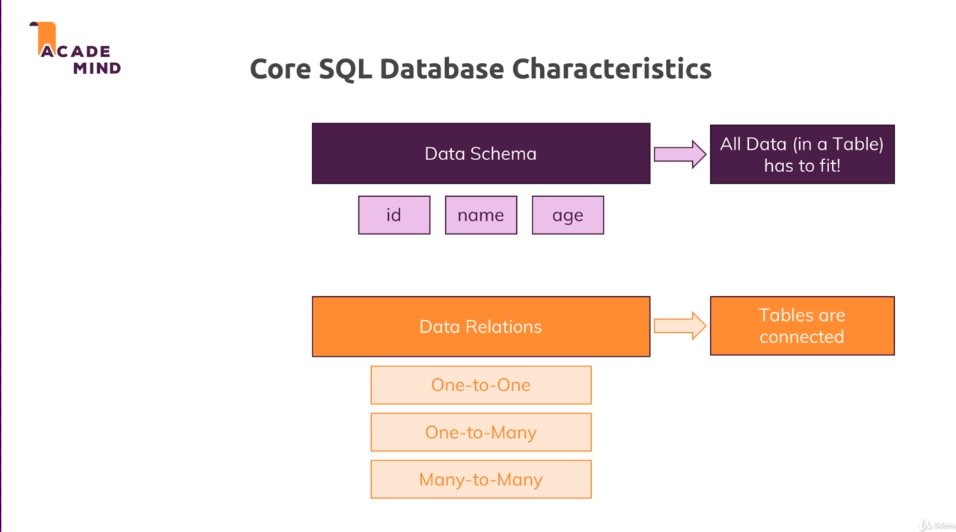 ACADE
MIND
Core SQL Database Characteristics
Data Schema
All Data (in a Table)
has to fit!
id
name
age
Data Relations
Tables are
connected
One-to-One
One-to-Many
Many-to-Many